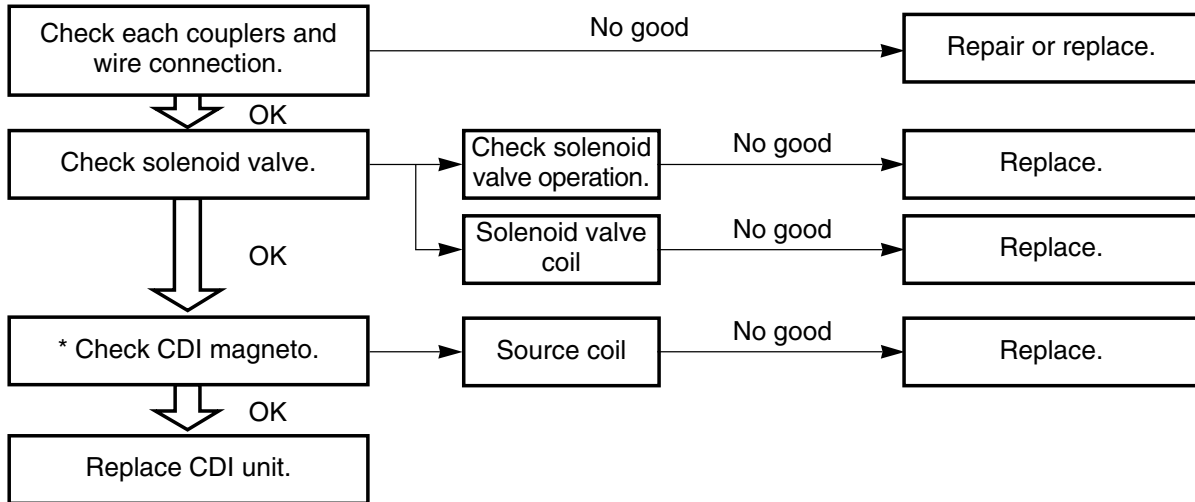 Check each couplers and
wire connection.
No good
Repair or replace.
OK
Check solenoid valve.
Check solenoid
valve operation.
No good
Replace.
Solenoid valve
coil
No good
Replace.
OK
* Check CDI magneto.
Source coil
No good
Replace.
OK
Replace CDI unit.